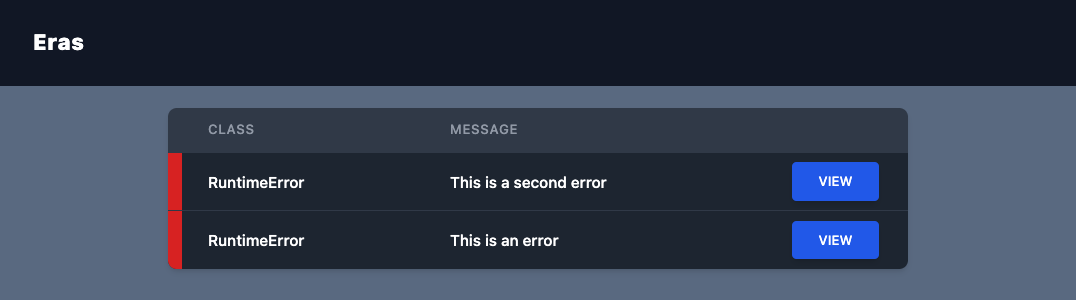 Eras
CLASS MESSAGE
RuntimeError This is a second error VIEW
RuntimeError This is an error VIEW